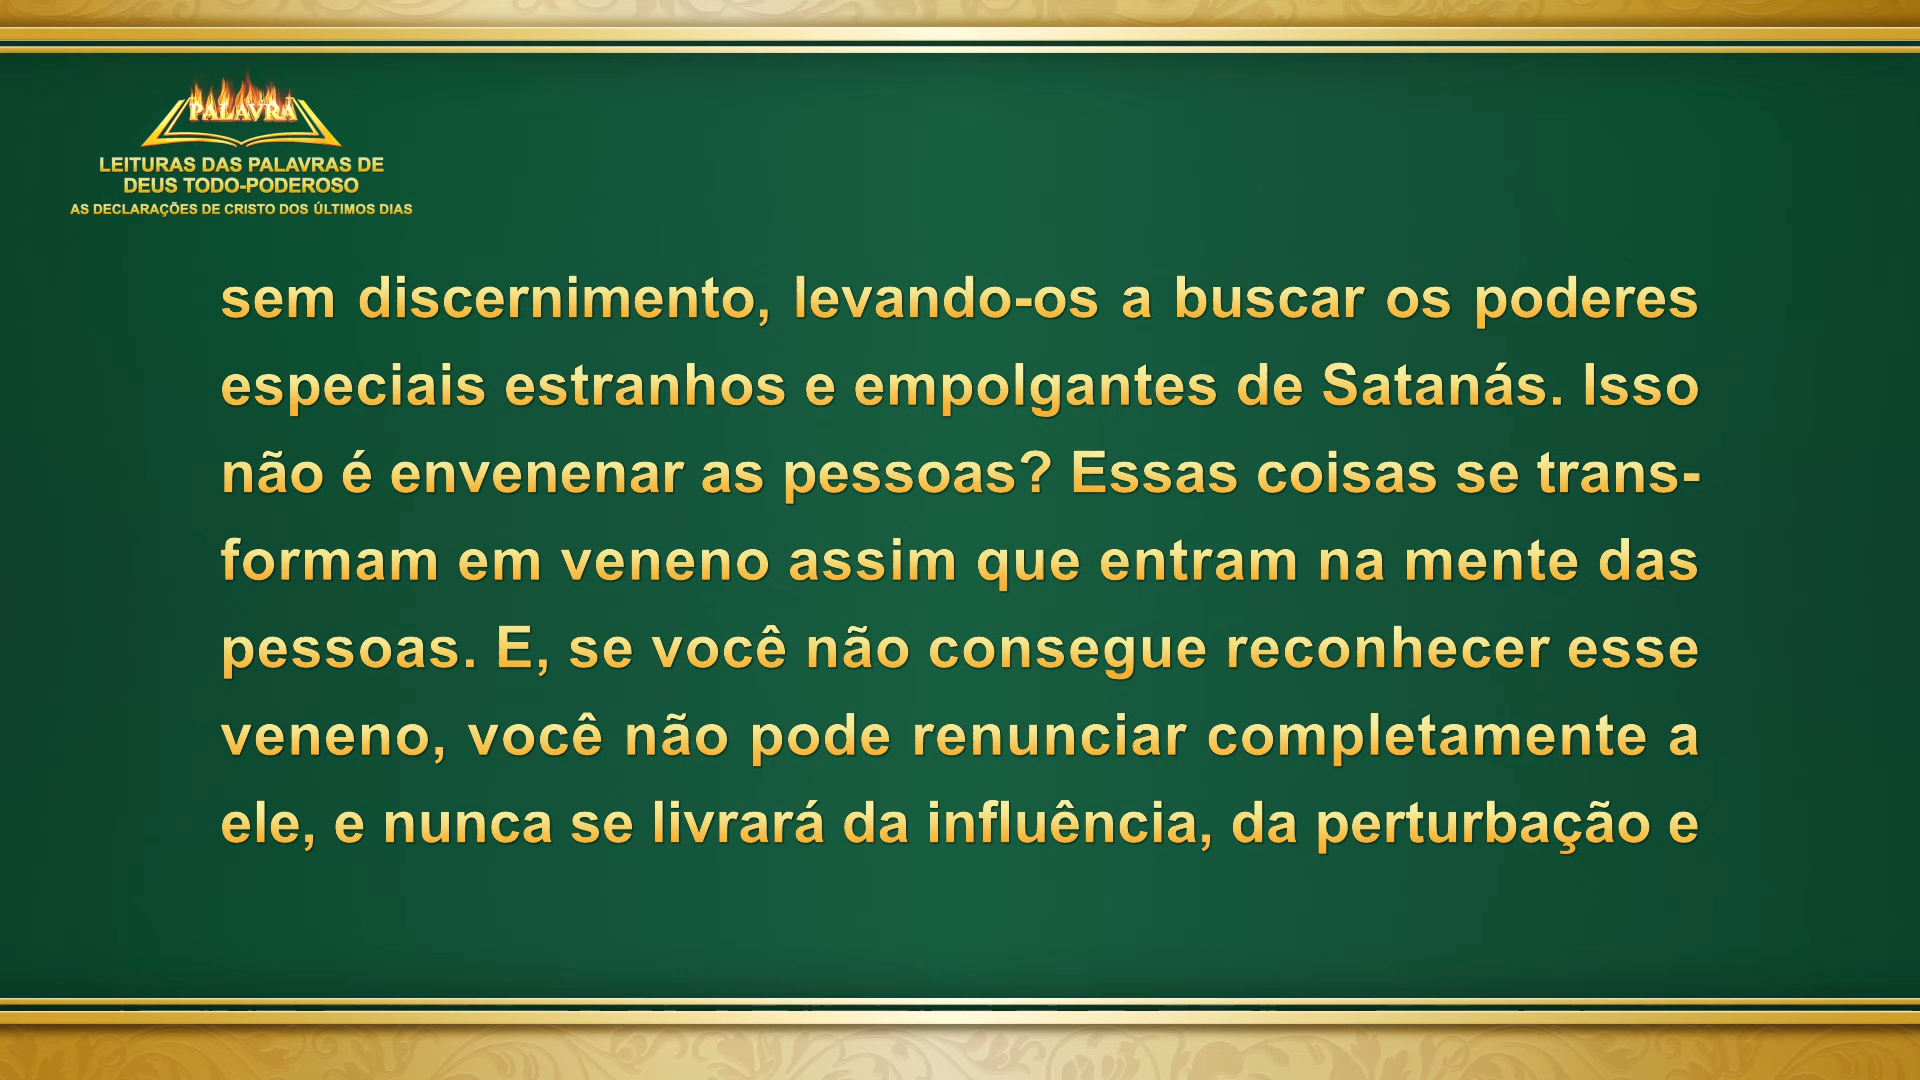 PALAVRA
LEITURAS DAS PALAVRAS DE
DEUS TODO-PODEROSO
AS DECLARAÇÕES DE CRISTO DOS ÚLTIMOS DIAS
sem discernimento, levando-os a buscar os poderes
especiais estranhos e empolgantes de Satanás. Isso
não é envenenar as pessoas? Essas coisas se trans-
formam em veneno assim que entram na mente das
pessoas. E, se você não consegue reconhecer esse
veneno, você não pode renunciar completamente a
ele, e nunca se livrará da influência, da perturbação e